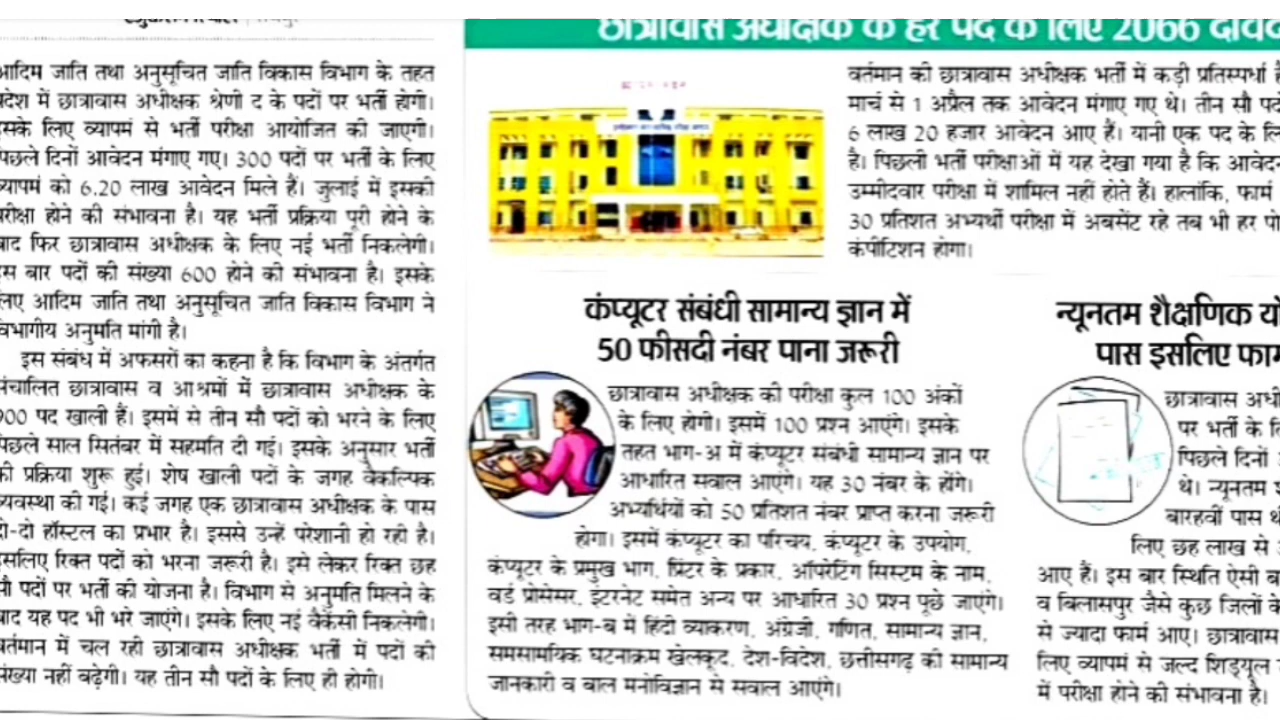 आदिम जाति तथा अनुसूचित जाति विकास विभाग के तहत
प्रदेश में छात्रावास अधीक्षक श्रेणी द के पदों पर भर्ती होगी।
इसके लिए व्यापमं से भर्ती परीक्षा आयोजित की जाएगी।
पिछले दिनों आवेदन मंगाए गए। 300 पदों पर भर्ती के लिए
व्यापमं को 6.20 लाख आवेदन मिले हैं। जुलाई में इसकी
परीक्षा होने की संभावना है। यह भर्ती प्रक्रिया पूरी होने के
बाद फिर छात्रावास अधीक्षक के लिए नई भर्ती निकलेगी।
इस बार पदों की संख्या 600 होने की संभावना है। इसके
लिए आदिम जाति तथा अनुसूचित जाति विकास विभाग ने
विभागीय अनुमति मांगी है।
इस संबंध में अफसरों का कहना है कि विभाग के अंतर्गत
संचालित छात्रावास व आश्रमों में छात्रावास अधीक्षक के
900 पद खाली हैं। इसमें से तीन सौ पदों को भरने के लिए
पिछले साल सितंबर में सहमति दी गई। इसके अनुसार भर्ती
की प्रक्रिया शुरू हुई। शेष खाली पदों के जगह वैकल्पिक
व्यवस्था की गई। कई जगह एक छात्रावास अधीक्षक के पास
दो-दो हॉस्टल का प्रभार है। इससे उन्हें परेशानी हो रही है।
इसलिए रिक्त पदों को भरना जरूरी है। इसे लेकर रिक्त छह
सौ पदों पर भर्ती की योजना है। विभाग से अनुमति मिलने के
बाद यह पद भी भरे जाएंगे। इसके लिए नई वैकेंसी निकलेगी।
वर्तमान में चल रही छात्रावास अधीक्षक भर्ती में पदों की
संख्या नहीं बढ़ेगी। यह तीन सौ पदों के लिए ही होगी।
छात्रावास अधीक्षक के हर पद के लिए 2066
वर्तमान की छात्रावास अधीक्षक भर्ती में कड़ी प्रतिस्पर्धा
मार्च से 1 अप्रैल तक आवेदन मंगाए गए थे। तीन सौ
6 लाख 20 हजार आवेदन आए हैं। यानी एक पद के
है। पिछली भर्ती परीक्षाओं में यह देखा गया है कि
उम्मीदवार परीक्षा में शामिल नहीं होते हैं। हालांकि, फार्म
30 प्रतिशत अभ्यर्थी परीक्षा में अबसेंट रहे तब भी हर
कंपीटिशन होगा।
कंप्यूटर संबंधी सामान्य ज्ञान में
50 फीसदी नंबर पाना जरूरी
छात्रावास अधीक्षक की परीक्षा कुल 100 अंकों
के लिए होगी। इसमें 100 प्रश्न आएंगे। इसके
तहत भाग-अ में कंप्यूटर संबंधी सामान्य ज्ञान पर
आधारित सवाल आएंगे। यह 30 नंबर के होंगे।
अभ्यर्थियों को 50 प्रतिशत नंबर प्राप्त करना जरूरी
होगा। इसमें कंप्यूटर का परिचय, कंप्यूटर के उपयोग,
कंप्यूटर के प्रमुख भाग, प्रिंटर के प्रकार, ऑपरेटिंग सिस्टम के नाम,
वर्ड प्रोसेसर, इंटरनेट समेत अन्य पर आधारित 30 प्रश्न पूछे जाएंगे।
इसी तरह भाग-ब में हिंदी व्याकरण, अंग्रेजी, गणित, सामान्य ज्ञान,
समसामयिक घटनाक्रम खेलकूद, देश-विदेश, छत्तीसगढ़ की सामान्य
जानकारी व बाल मनोविज्ञान से सवाल आएंगे।
न्यूनतम शैक्षणिक
पास इसलिए
छात्रावास
पर भर्ती के
पिछले दिनों
थे। न्यूनतम
बारहवीं पास
लिए छह लाख से
आए हैं। इस बार स्थिति ऐसी
व बिलासपुर जैसे कुछ जिलों
से ज्यादा फार्म आए। छात्रावास
लिए व्यापमं से जल्द शिड्यूल
में परीक्षा होने की संभावना है।